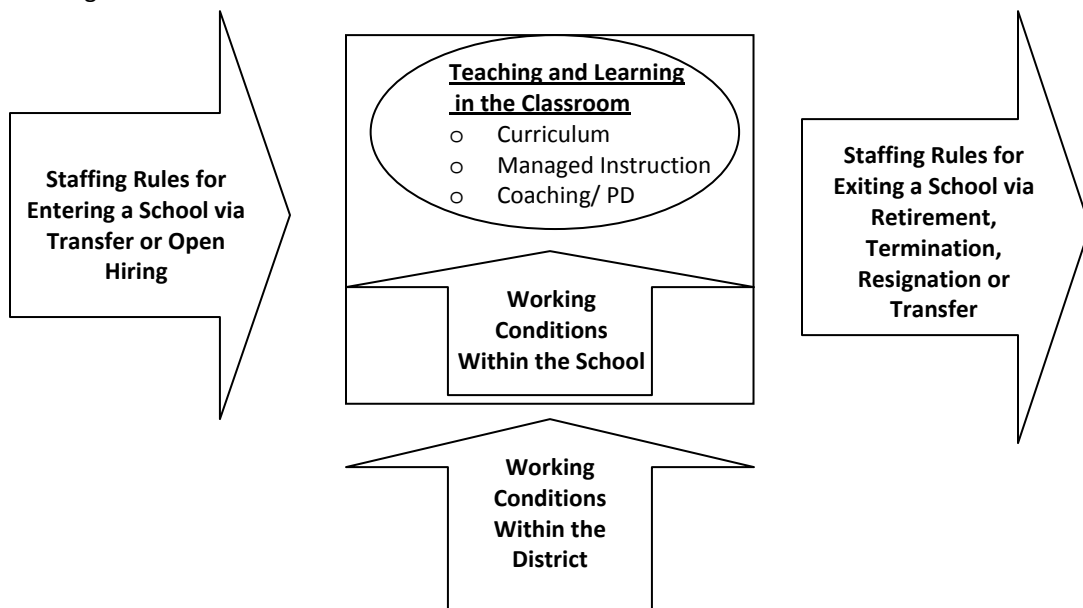 Staffing Rules for
Entering a School via
Transfer or Open
Hiring
Teaching and Learning
in the Classroom
o Curriculum
o Managed Instruction
o Coaching/ PD
Working
Conditions
Within the School
Working
Conditions
Within the
District
Staffing Rules for
Exiting a School via
Retirement,
Termination,
Resignation or
Transfer